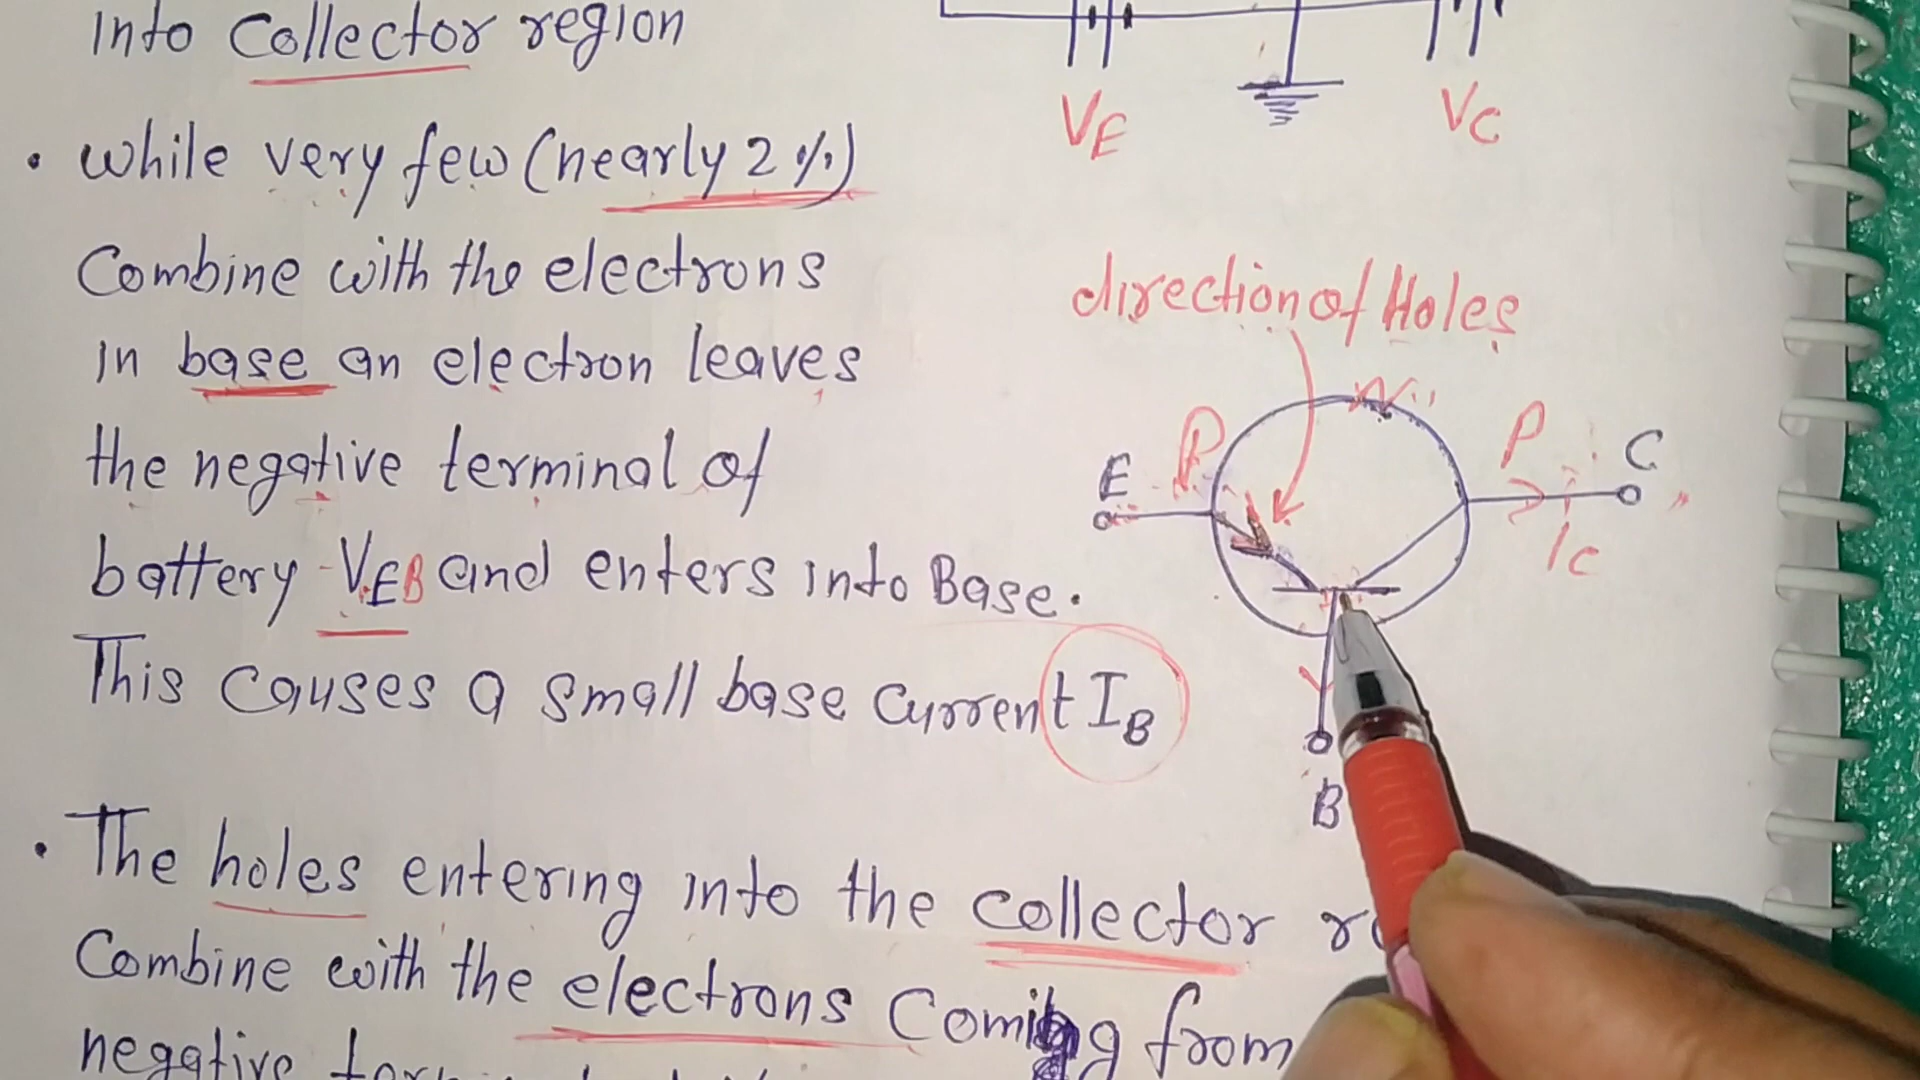 into collector region
• while very few (nearly 2 %)
Combine with the electrons
in base an electron leaves
the negative terminal of
battery VEB and enters into Base.
This causes a small base current IB
• The holes entering into the collector
Combine with the electrons Coming from
negative
VE
VC
direction of Holes
N
P
P
E
C
Ic
B